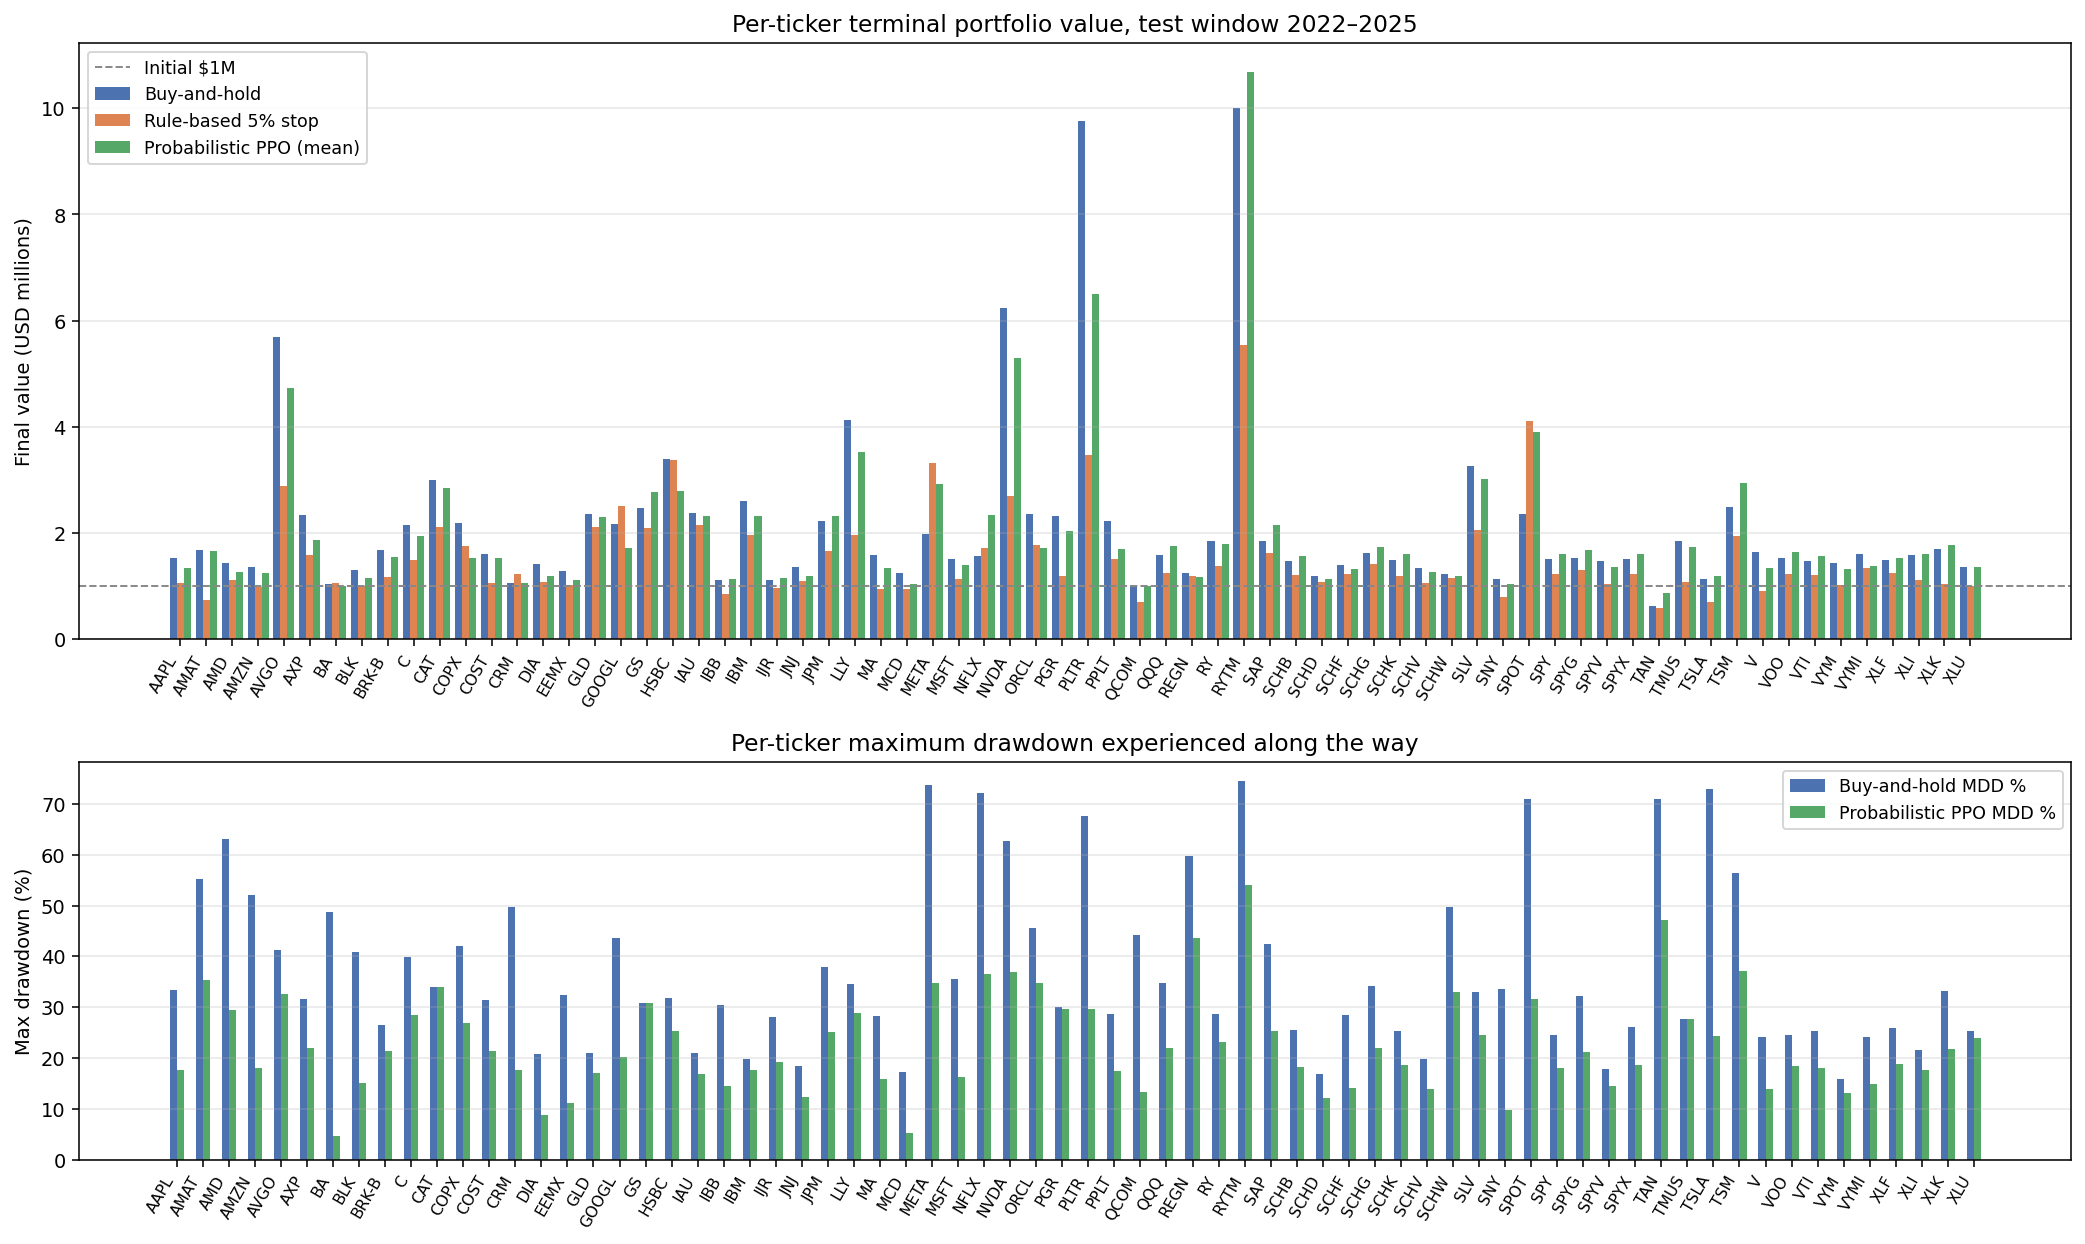 Per-ticker terminal portfolio value, test window 2022–2025
Final value (USD millions)
10
8
6
4
2
0
Initial $1M
Buy-and-hold
Rule-based 5% stop
Probabilistic PPO (mean)
AAPL AMAT AMD AMZN AVGO AXP BA BLK BRK-B C CAT COPX COST CRM DIA EEMX GLD GOOGL GS HSBC IAU IBB IBM IJR JNJ JPM LLY MA MCD META MSFT NFLX NVDA ORCL PGR PLTR PPLT QCOM QQQ REGN RY RYTM SAP SCHB SCHD SCHF SCHG SCHK SCHV SCHW SLV SNY SPOT SPY SPYG SPYV SPYX TAN TMUS TSLA TSM V VOO VTI VYM VYMI XLF XLI XLK XLU
Per-ticker maximum drawdown experienced along the way
Max drawdown (%)
70
60
50
40
30
20
10
0
Buy-and-hold MDD %
Probabilistic PPO MDD %
AAPL AMAT AMD AMZN AVGO AXP BA BLK BRK-B C CAT COPX COST CRM DIA EEMX GLD GOOGL GS HSBC IAU IBB IBM IJR JNJ JPM LLY MA MCD META MSFT NFLX NVDA ORCL PGR PLTR PPLT QCOM QQQ REGN RY RYTM SAP SCHB SCHD SCHF SCHG SCHK SCHV SCHW SLV SNY SPOT SPY SPYG SPYV SPYX TAN TMUS TSLA TSM V VOO VTI VYM VYMI XLF XLI XLK XLU